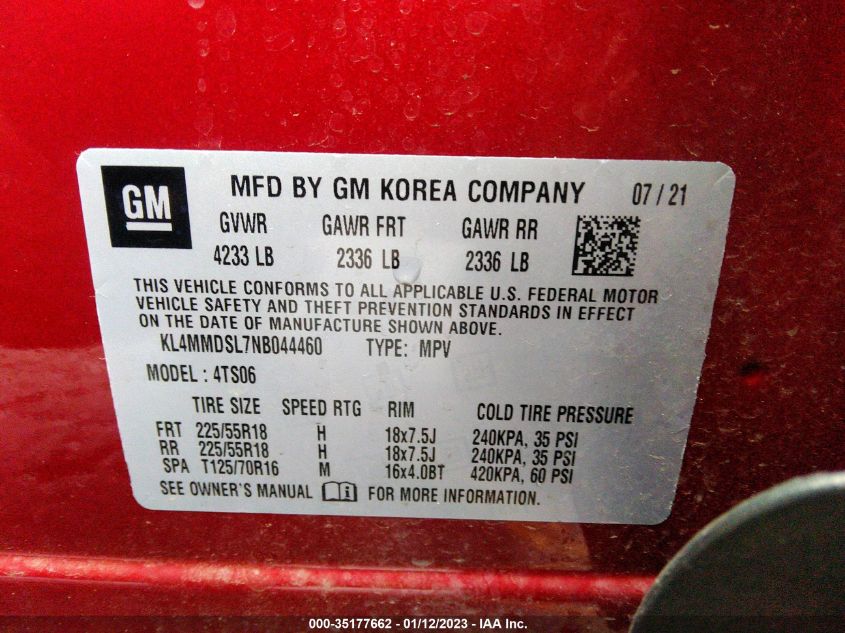 GM
MFD BY GM KOREA COMPANY 07 / 21
GVWR GAWR FRT GAWR RR
4233 LB 2336 LB 2336 LB
THIS VEHICLE CONFORMS TO ALL APPLICABLE U.S. FEDERAL MOTOR
VEHICLE SAFETY AND THEFT PREVENTION STANDARDS IN EFFECT
ON THE DATE OF MANUFACTURE SHOWN ABOVE.
KL4MMDSL7NB044460 TYPE: MPV
MODEL : 4TS06
TIRE SIZE SPEED RTG RIM COLD TIRE PRESSURE
FRT 225/55R18 H 18x7.5J 240KPA, 35 PSI
RR 225/55R18 H 18x7.5J 240KPA, 35 PSI
SPA T125/70R16 M 16x4.0BT 420KPA, 60 PSI
SEE OWNER'S MANUAL FOR MORE INFORMATION.
000-35177662 - 01/12/2023 - IAA Inc.